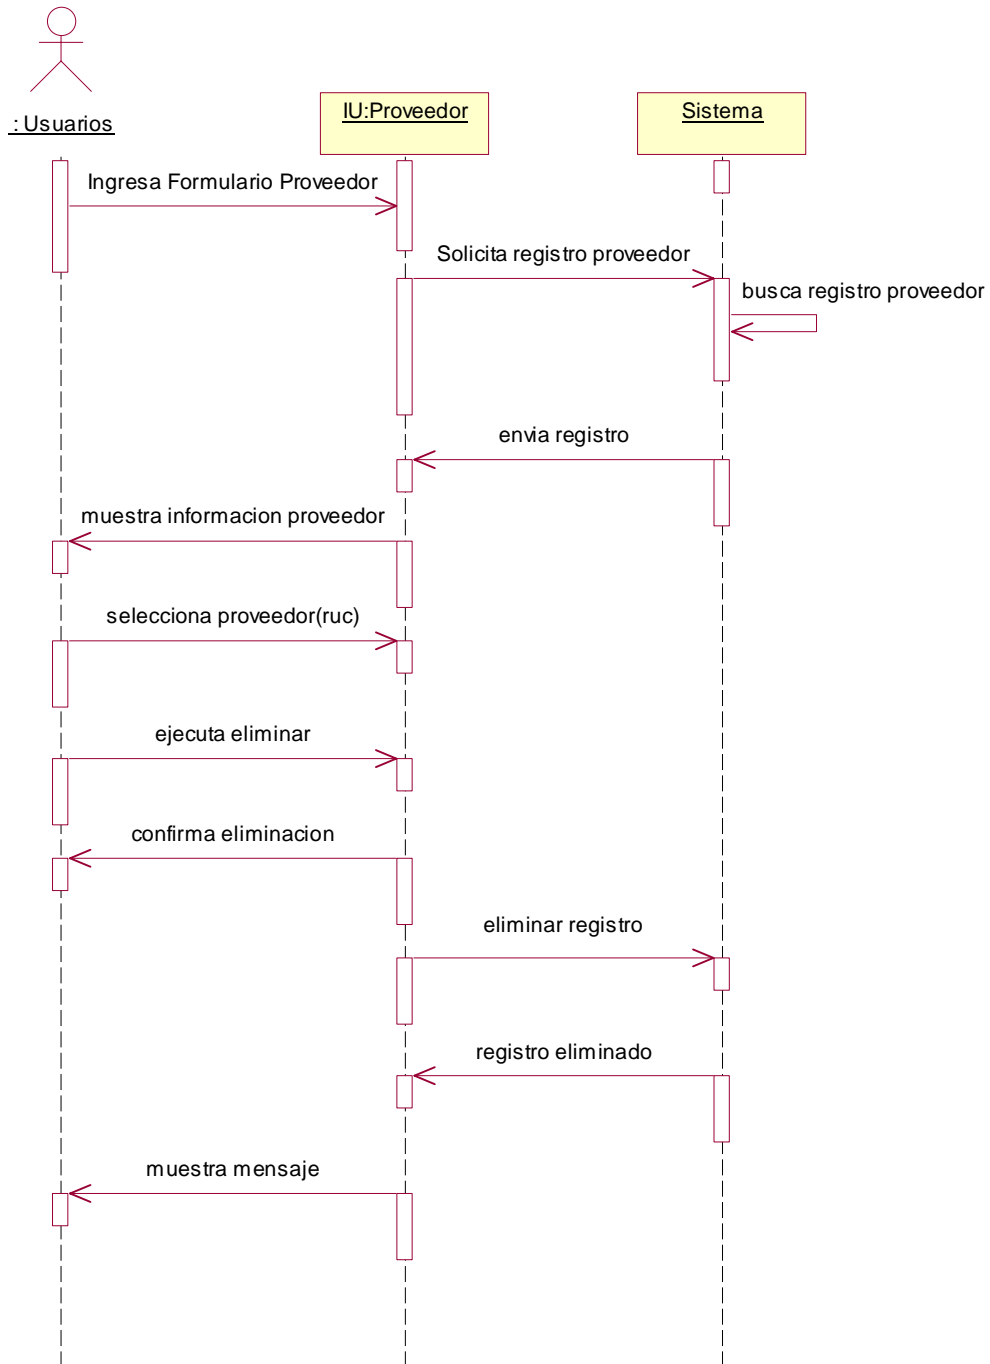 : Usuarios
IU:Proveedor
Sistema
Ingresa Formulario Proveedor
Solicita registro proveedor
busca registro proveedor
envia registro
muestra informacion proveedor
selecciona proveedor(ruc)
ejecuta eliminar
confirma eliminacion
eliminar registro
registro eliminado
muestra mensaje